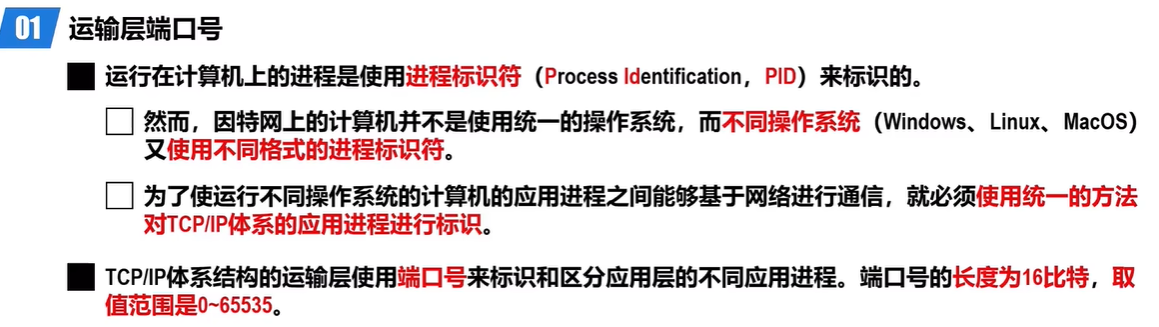 01 运输层端口号
运行在计算机上的进程是使用进程标识符（Process Identification，PID）来标识的。
然而，因特网上的计算机并不是使用统一的操作系统，而不同操作系统（Windows、Linux、MacOS）
又使用不同格式的进程标识符。
为了使运行不同操作系统的计算机的应用进程之间能够基于网络进行通信，就必须使用统一的方法
对TCP/IP体系的应用进程进行标识。
TCP/IP体系结构的运输层使用端口号来标识和区分应用层的不同应用进程。端口号的长度为16比特，取
值范围是0~65535。